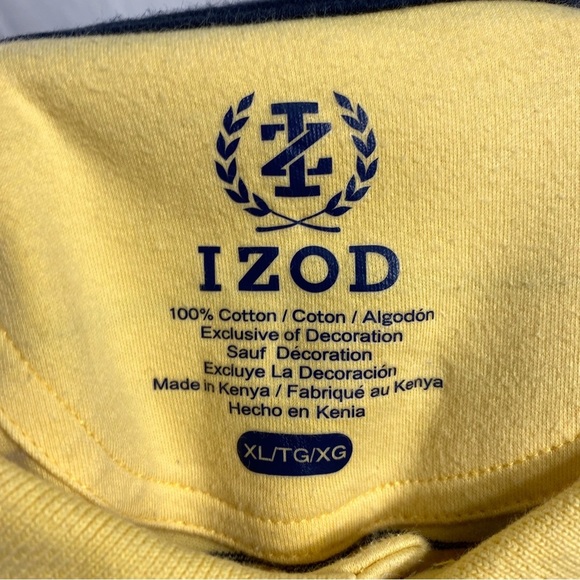 IZ
IZOD
100% Cotton / Coton / Algodón
Exclusive of Decoration
Sauf Décoration
Excluye La Decoración
Made in Kenya / Fabriqué au Kenya
Hecho en Kenia
XL/TG/XG